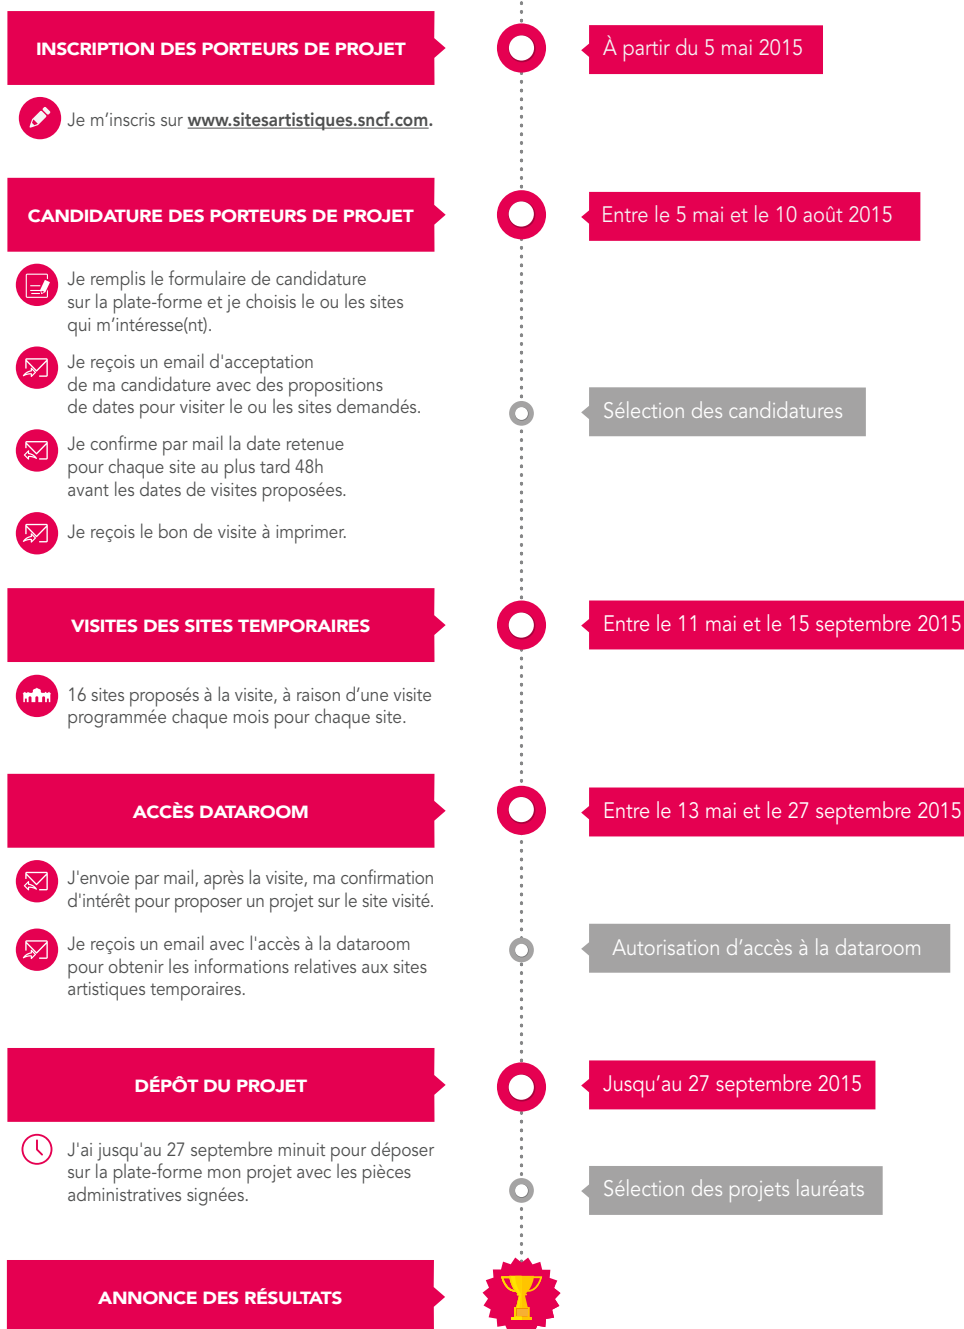 INSCRIPTION DES PORTEURS DE PROJET
À partir du 5 mai 2015
Je m'inscris sur www.sitesartistiques.sncf.com.
CANDIDATURE DES PORTEURS DE PROJET
Entre le 5 mai et le 10 août 2015
Je remplis le formulaire de candidature
sur la plate-forme et je choisis le ou les sites
qui m'intéresse(nt).
Je reçois un email d'acceptation
de ma candidature avec des propositions
de dates pour visiter le ou les sites demandés.
Sélection des candidatures
Je confirme par mail la date retenue
pour chaque site au plus tard 48h
avant les dates de visites proposées.
Je reçois le bon de visite à imprimer.
VISITES DES SITES TEMPORAIRES
Entre le 11 mai et le 15 septembre 2015
16 sites proposés à la visite, à raison d'une visite
programmée chaque mois pour chaque site.
ACCÈS DATAROOM
Entre le 13 mai et le 27 septembre 2015
J'envoie par mail, après la visite, ma confirmation
d'intérêt pour proposer un projet sur le site visité.
Je reçois un email avec l'accès à la dataroom
pour obtenir les informations relatives aux sites
artistiques temporaires.
Autorisation d'accès à la dataroom
DÉPÔT DU PROJET
Jusqu'au 27 septembre 2015
J'ai jusqu'au 27 septembre minuit pour déposer
sur la plate-forme mon projet avec les pièces
administratives signées.
Sélection des projets lauréats
ANNONCE DES RÉSULTATS